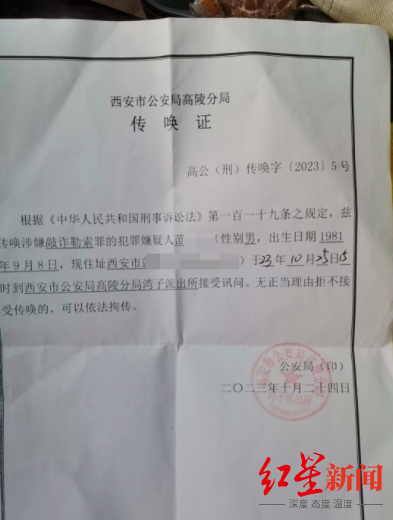 西安市公安局高陵分局
传唤证
高公（刑）传唤字〔2023〕5号
根据《中华人民共和国刑事诉讼法》第一百一十九条之规定，兹
传唤涉嫌敲诈勒索罪的犯罪嫌疑人范（性别男，出生日期1981
年9月8日，现住址西安市 ）于23年10月25日15
时到西安市公安局高陵分局湾子派出所接受讯问。无正当理由拒不接
受传唤的，可以依法拘传。
公安局（印）
二〇二三年十月二十四日
红星新闻
深度 态度 温度